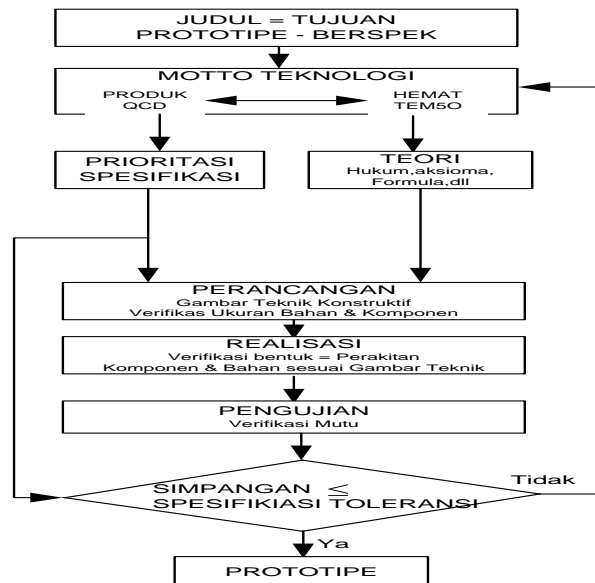 JUDUL = TUJUAN
PROTOTIPE - BERSPEK
MOTTO TEKNOLOGI
PRODUK
QCD
HEMAT
TEM5O
PRIORITASI
SPESIFIKASI
TEORI
Hukum,aksioma,
Formula,dll
PERANCANGAN
Gambar Teknik Konstruktif
Verifikas Ukuran Bahan & Komponen
REALISASI
Verifikasi bentuk = Perakitan
Komponen & Bahan sesuai Gambar Teknik
PENGUJIAN
Verifikasi Mutu
SIMPANGAN ≤
SPESIFIKIASI TOLERANSI
Tidak
Ya
PROTOTIPE